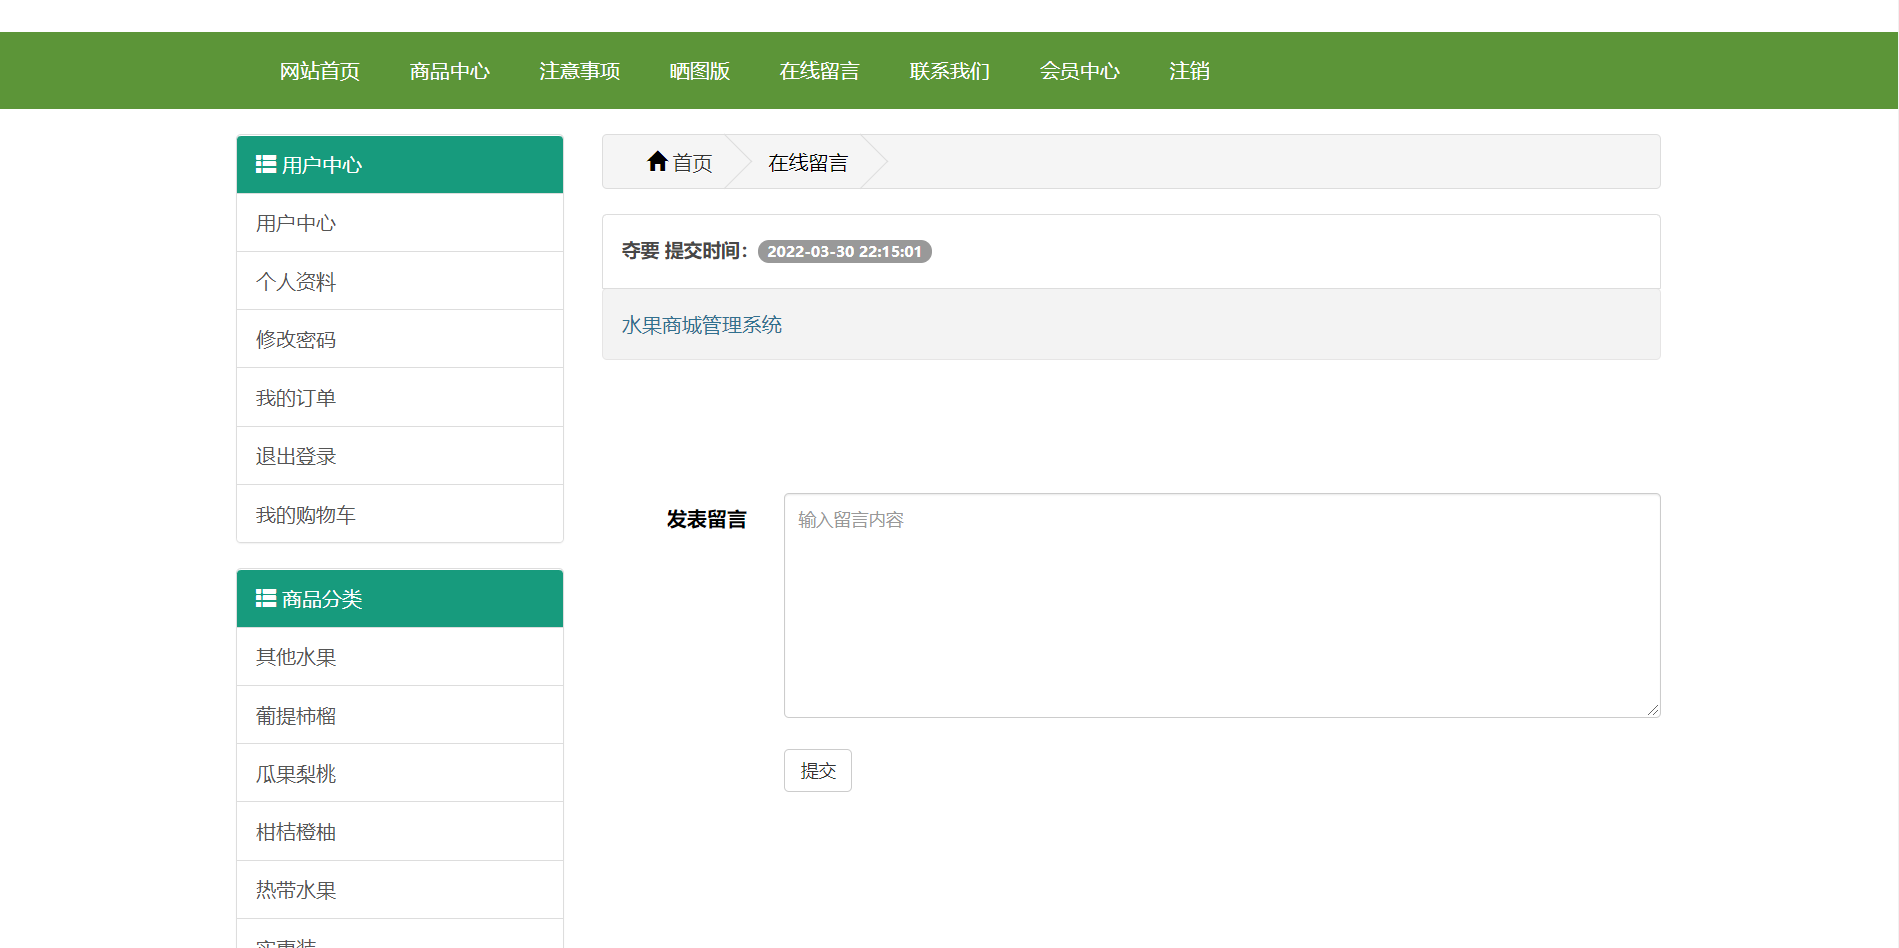 网站首页 商品中心 注意事项 晒图版 在线留言 联系我们 会员中心 注销
用户中心
用户中心
个人资料
修改密码
我的订单
退出登录
我的购物车
商品分类
其他水果
葡提柿榴
瓜果梨桃
柑桔橙柚
热带水果
首页 在线留言
夺要 提交时间： 2022-03-30 22:15:01
水果商城管理系统
发表留言
输入留言内容
提交